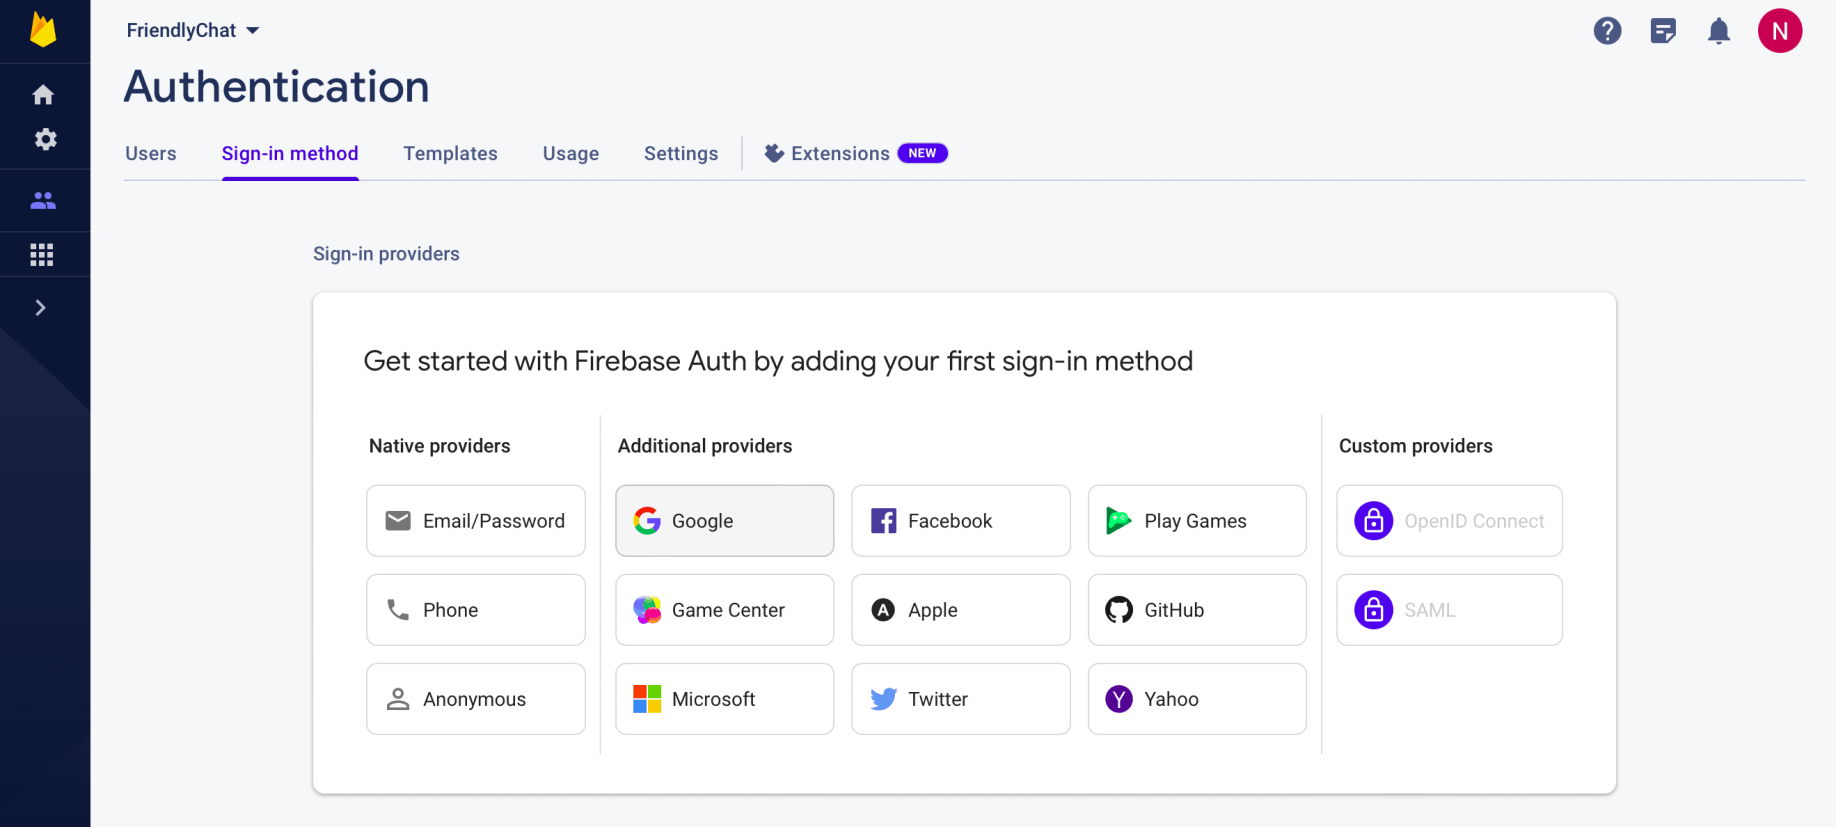 FriendlyChat
N
Authentication
Users
Sign-in method
Templates
Usage
Settings
Extensions
NEW
Sign-in providers
Get started with Firebase Auth by adding your first sign-in method
Native providers
Additional providers
Custom providers
Email/Password
Google
Facebook
Play Games
OpenID Connect
Phone
Game Center
Apple
GitHub
SAML
Anonymous
Microsoft
Twitter
Yahoo